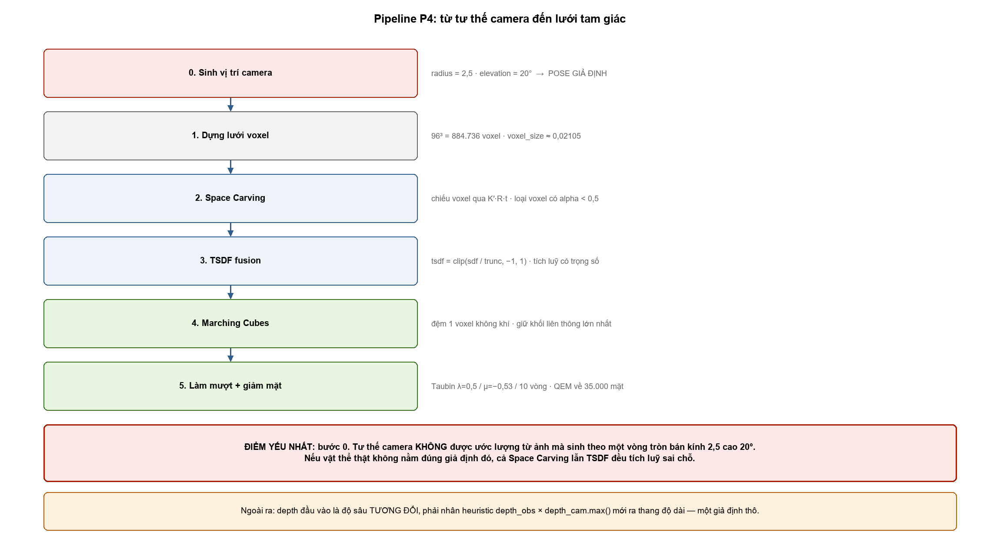 Pipeline P4: từ tư thế camera đến lưới tam giác
0. Sinh vị trí camera
radius = 2,5 · elevation = 20° → POSE GIẢ ĐỊNH
1. Dựng lưới voxel
96³ = 884.736 voxel · voxel_size ≈ 0,02105
2. Space Carving
chiếu voxel qua K′·R·t · loại voxel có alpha < 0,5
3. TSDF fusion
tsdf = clip(sdf / trunc, −1, 1) · tích luỹ có trọng số
4. Marching Cubes
đệm 1 voxel không khí · giữ khối liên thông lớn nhất
5. Làm mượt + giảm mặt
Taubin λ=0,5 / μ=−0,53 / 10 vòng · QEM về 35.000 mặt
ĐIỂM YẾU NHẤT: bước 0. Tư thế camera KHÔNG được ước lượng từ ảnh mà sinh theo một vòng tròn bán kính 2,5 cao 20°.
Nếu vật thể thật không nằm đúng giả định đó, cả Space Carving lẫn TSDF đều tích luỹ sai chỗ.
Ngoài ra: depth đầu vào là độ sâu TƯƠNG ĐỐI, phải nhân heuristic depth_obs × depth_cam.max() mới ra thang độ dài — một giả định thô.